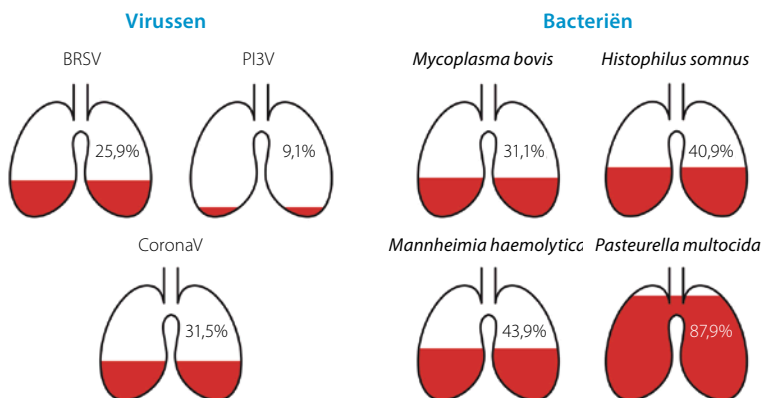 Virussen
BRSV
PI3V
25,9%
9,1%
CoronaV
31,5%
Bacteriën
Mycoplasma bovis
Histophilus somnus
31,1%
40,9%
Mannheimia haemolytica
Pasteurella multocida
43,9%
87,9%